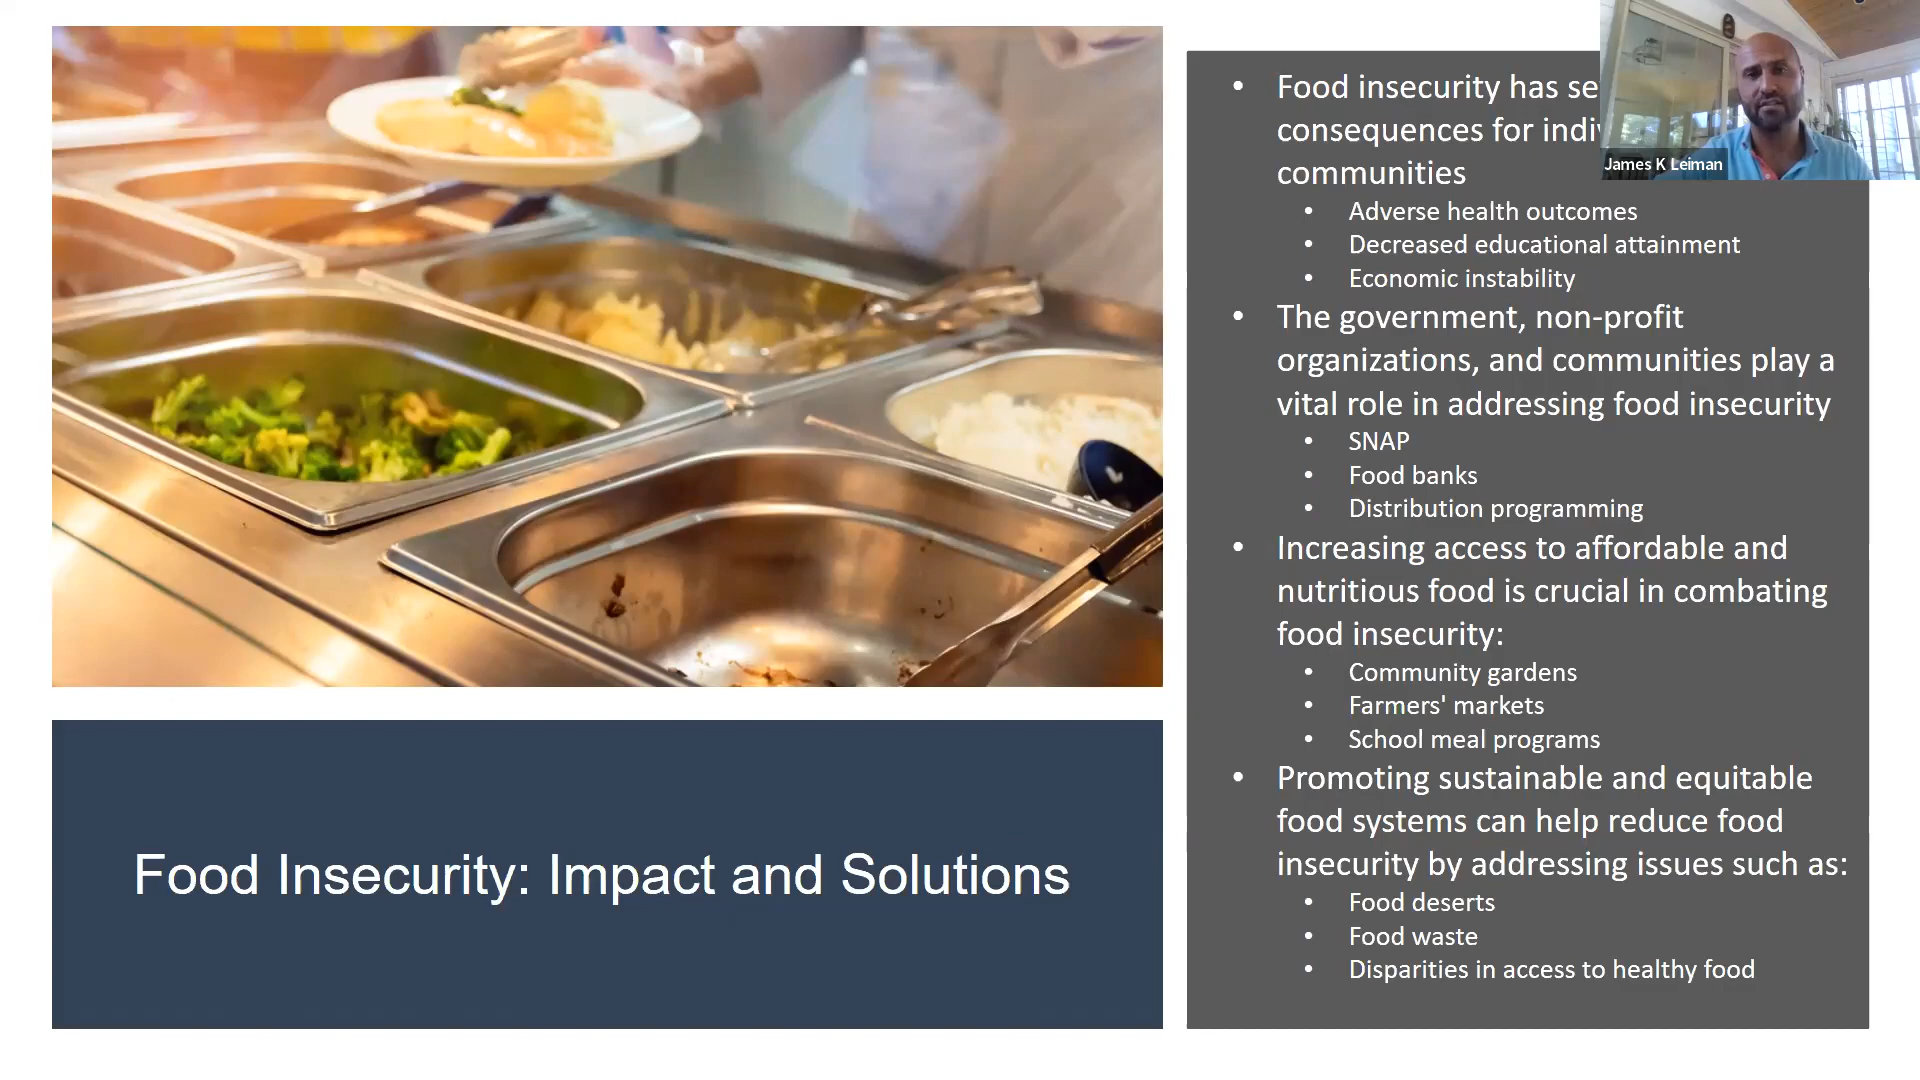 Food insecurity has
consequences for
communities
Adverse health outcomes
Decreased educational attainment
Economic instability
The government, non-profit
organizations, and communities play a
vital role in addressing food insecurity
SNAP
Food banks
Distribution programming
Increasing access to affordable and
nutritious food is crucial in combating
food insecurity:
Community gardens
Farmers' markets
School meal programs
Promoting sustainable and equitable
food systems can help reduce food
insecurity by addressing issues such as:
Food deserts
Food waste
Disparities in access to healthy food
James K Leiman
Food Insecurity: Impact and Solutions